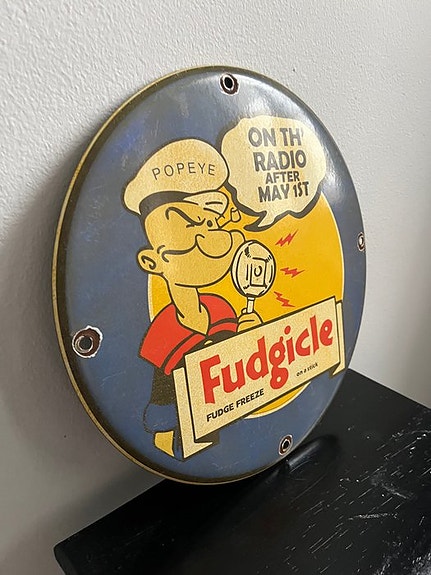 POPEYE
ON TH'
RADIO
AFTER
MAY 1ST
Fudgicle
FUDGE FREEZE on a stick